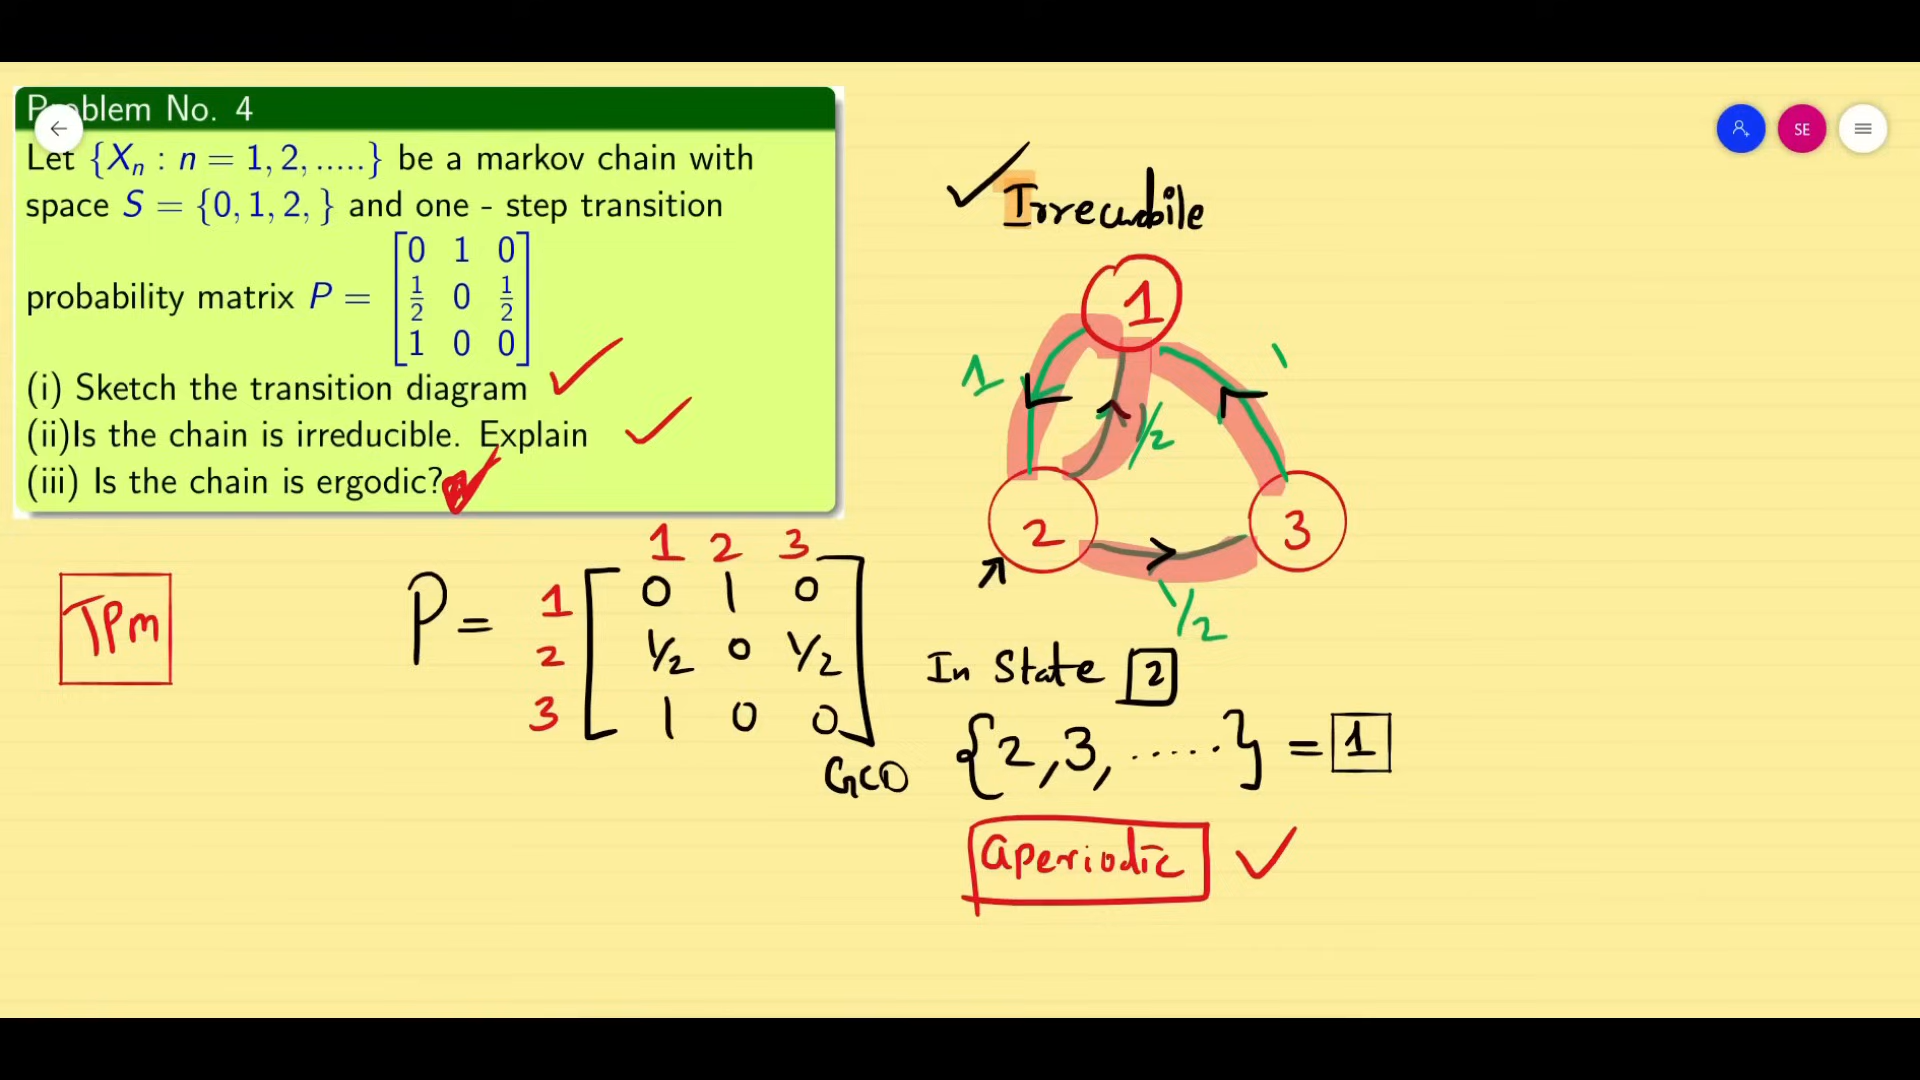 Problem No. 4
Let {Xn : n = 1, 2, .....} be a markov chain with
space S = {0, 1, 2, } and one - step transition
probability matrix P =
0 1 0
1/2 0 1/2
1 0 0
(i) Sketch the transition diagram
(ii)Is the chain is irreducible. Explain
(iii) Is the chain is ergodic?
SE
TPm
P =
1 2 3
1 0 1 0
2 1/2 0 1/2
3 1 0 0
1
1
1/2
2
3
1/2
In State 2
GCD {2, 3, ......} = 1
aperiodic